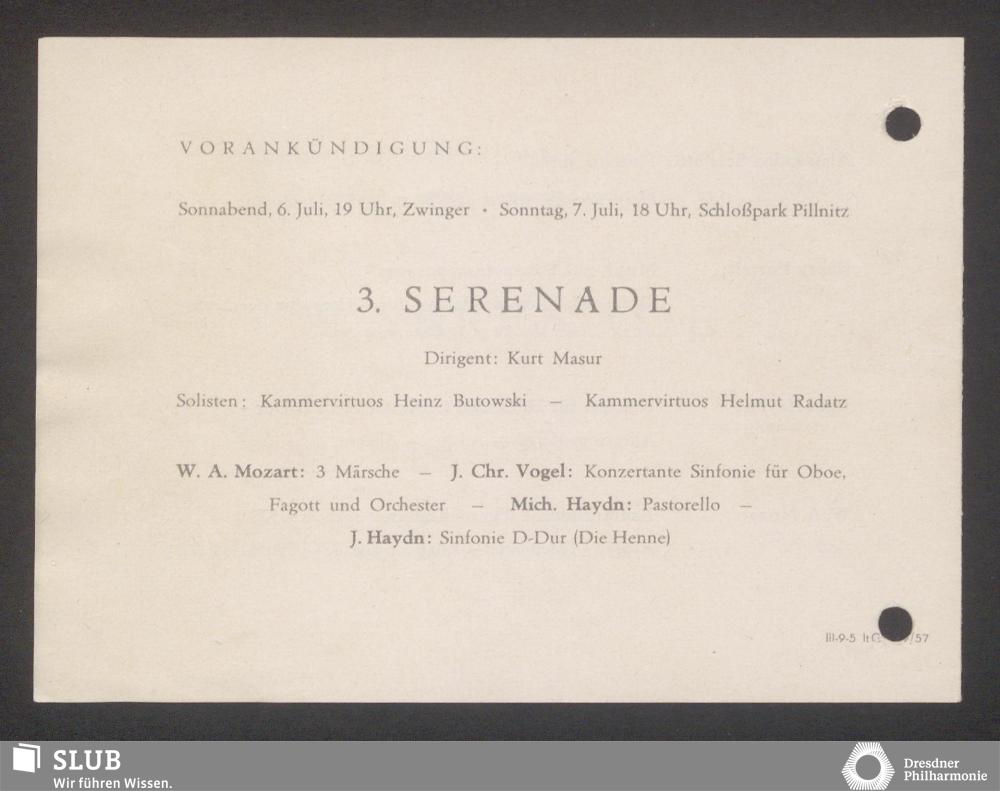 VORANKÜNDIGUNG:
Sonnabend, 6. Juli, 19 Uhr, Zwinger · Sonntag, 7. Juli, 18 Uhr, Schloßpark Pillnitz
3. SERENADE
Dirigent: Kurt Masur
Solisten: Kammervirtuos Heinz Butowski – Kammervirtuos Helmut Radatz
W. A. Mozart: 3 Märsche – J. Chr. Vogel: Konzertante Sinfonie für Oboe,
Fagott und Orchester – Mich. Haydn: Pastorello –
J. Haydn: Sinfonie D-Dur (Die Henne)
III-9-5 It G /57
SLUB
Wir führen Wissen.
Dresdner
Philharmonie